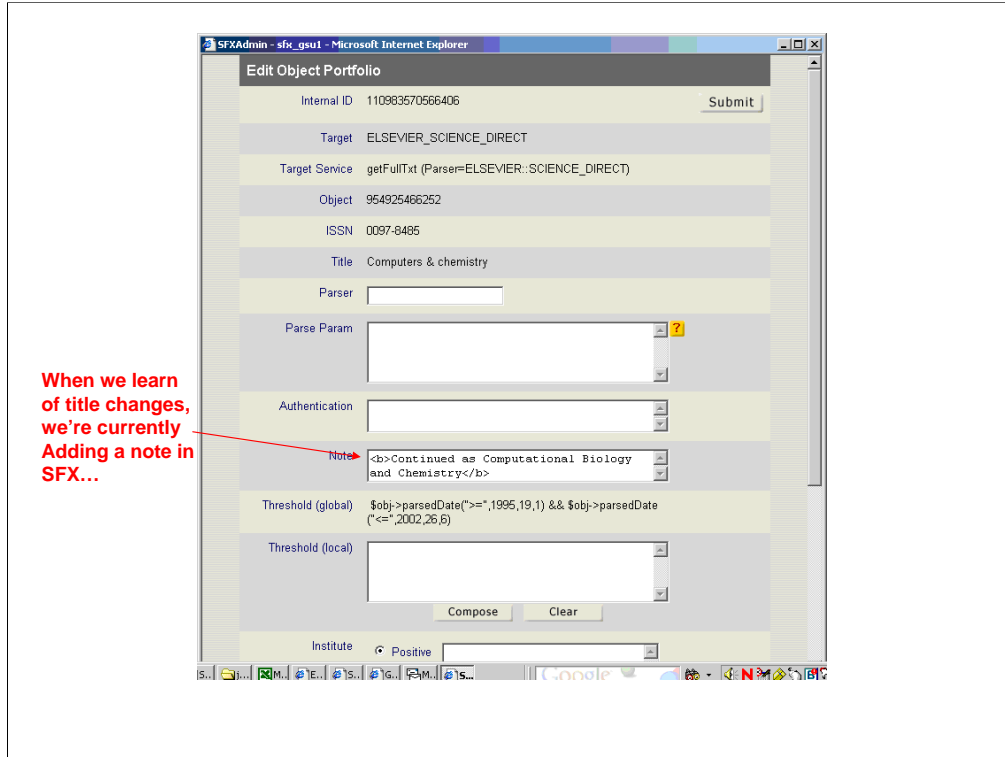 SFXAdmin - sfx_gsu1 - Microsoft Internet Explorer
Edit Object Portfolio
Internal ID 110983570566406
Submit
Target ELSEVIER_SCIENCE_DIRECT
Target Service getFullTxt (Parser=ELSEVIER::SCIENCE_DIRECT)
Object 954925466252
ISSN 0097-8485
Title Computers & chemistry
Parser
Parse Param ?
When we learn
of title changes,
we're currently
Adding a note in
SFX…
Authentication
Note <b>Continued as Computational Biology
and Chemistry</b>
Threshold (global) $obj->parsedDate(">=",1995,19,1) && $obj->parsedDate
("<=",2002,26,6)
Threshold (local)
Compose Clear
Institute Positive
S.. j... M.. E.. S.. G.. M.. S... Google N